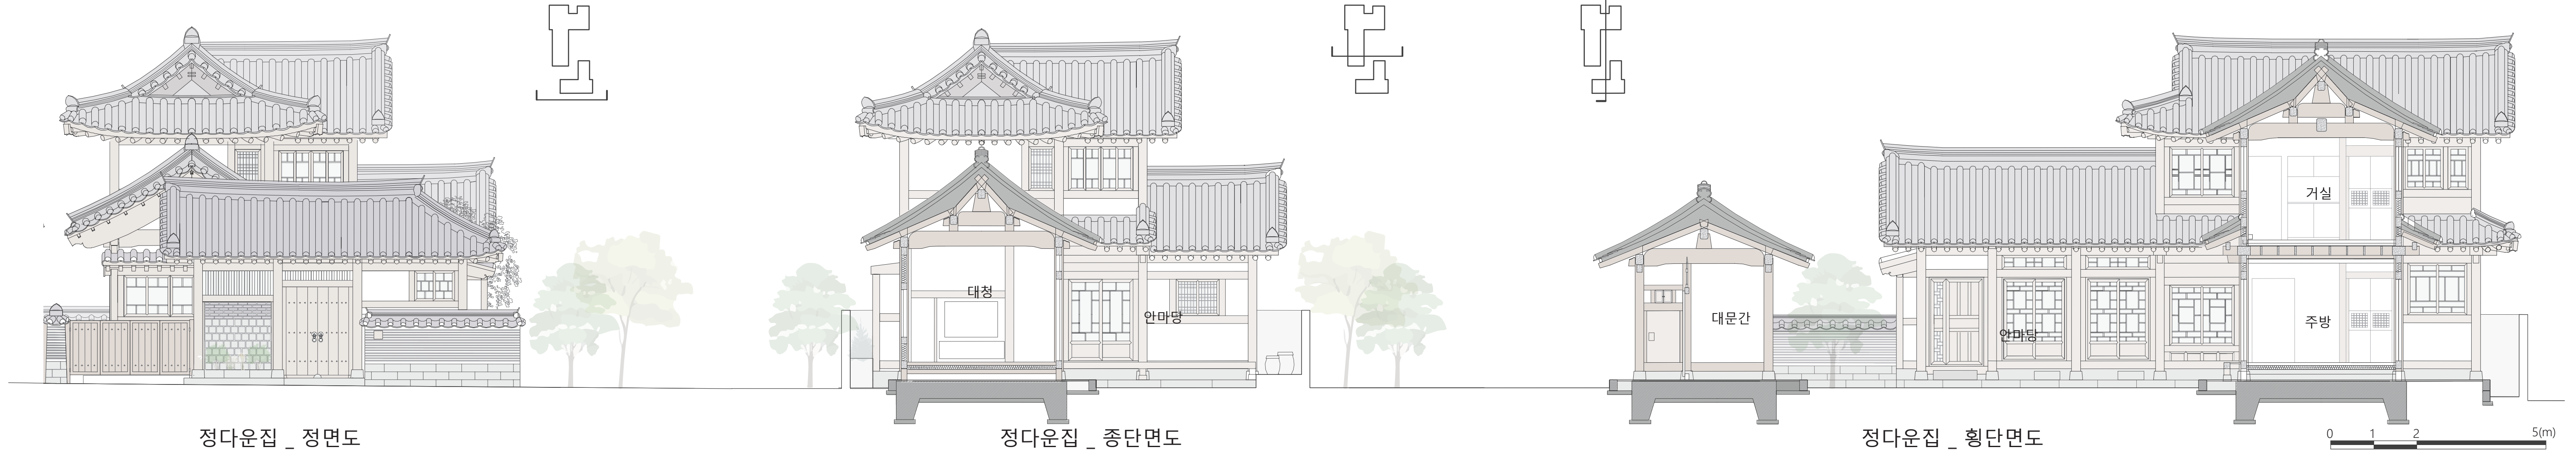 대청
안마당
대문간
안마당
거실
주방
정다운집 _ 정면도
정다운집 _ 종단면도
정다운집 _ 횡단면도
0 1 2 5(m)